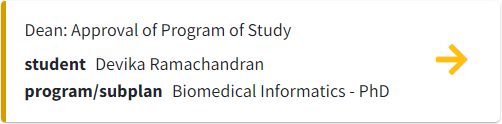 Dean: Approval of Program of Study
student Devika Ramachandran
program/subplan Biomedical Informatics - PhD